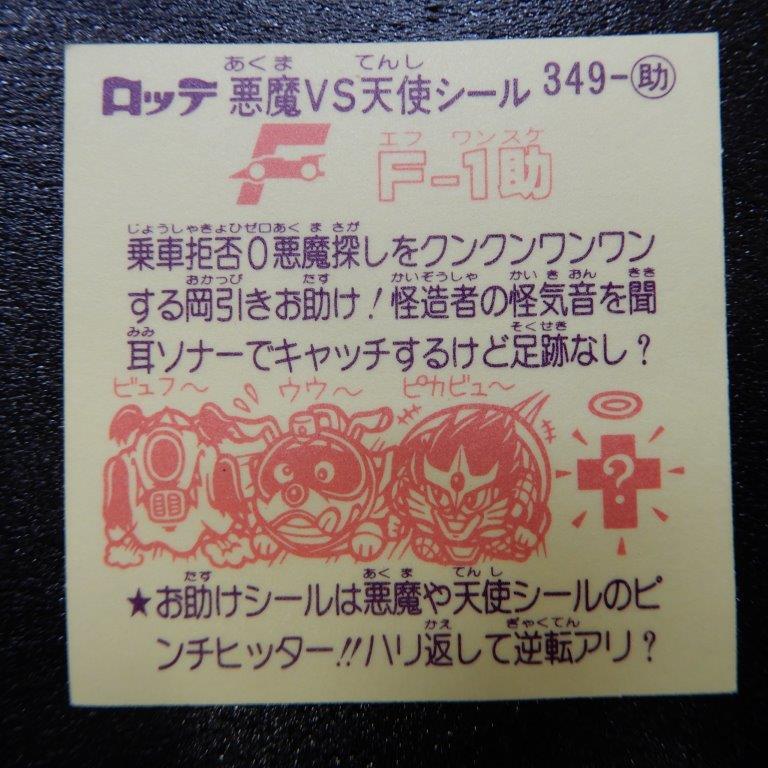 あくま てんし
ロッテ 悪魔VS天使シール 349-助
エフ ワンスケ
F F-1助
じょうしゃきょひゼロあくまさが
乗車拒否0悪魔探しをクンクンワンワン
おかっぴ たす かいぞうしゃ かいきおん きき
する岡引きお助け!怪造者の怪気音を聞
みみ そくせき
耳ソナーでキャッチするけど足跡なし?
ビュフ〜 ウウ〜 ピカビュ〜
?
たす あくま てんし
★お助けシールは悪魔や天使シールのピ
かえ ぎゃくてん
ンチヒッター!!ハリ返して逆転アリ?